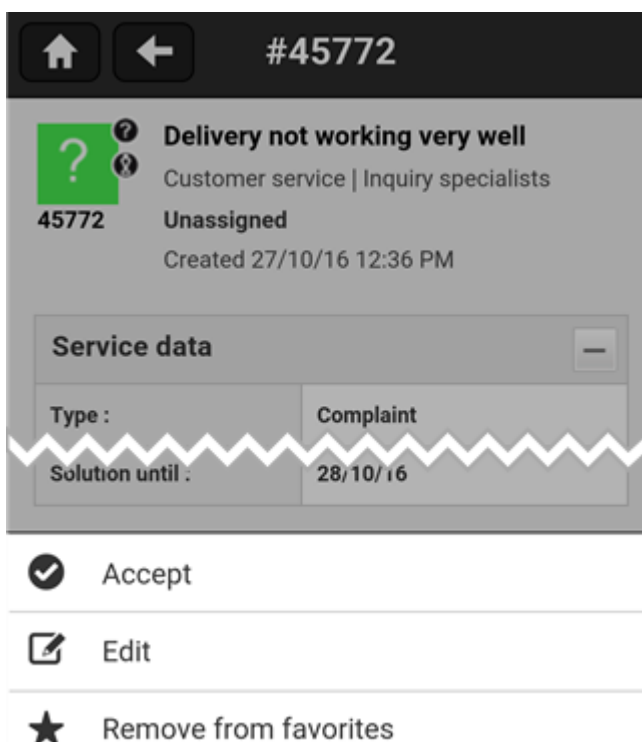 #45772
?
?
Delivery not working very well
Customer service | Inquiry specialists
45772
Unassigned
Created 27/10/16 12:36 PM
Service data
Type :
Complaint
Solution until :
28/10/16
Accept
Edit
Remove from favorites